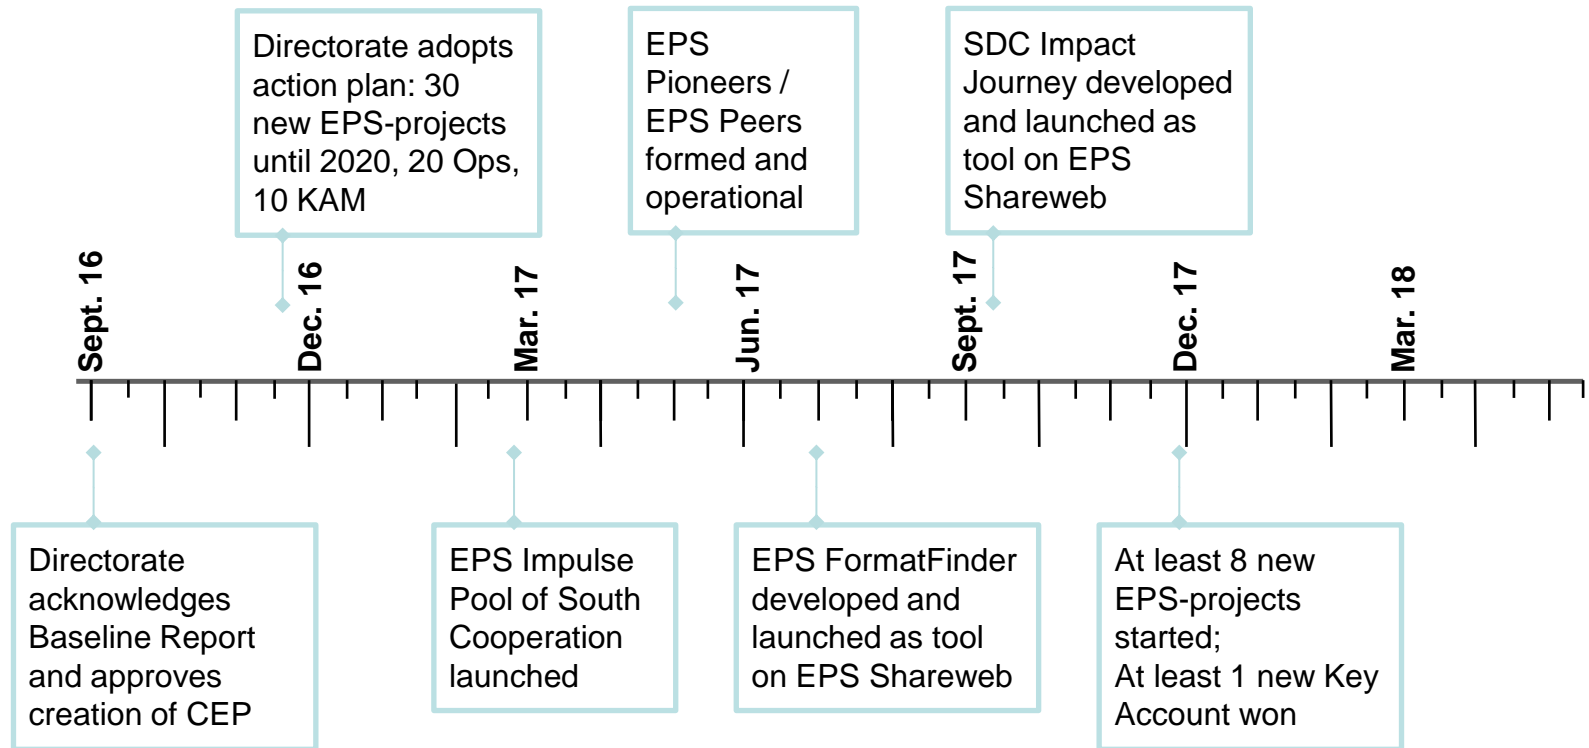 Directorate adopts
action plan: 30
new EPS-projects
until 2020, 20 Ops,
10 KAM
EPS
Pioneers /
EPS Peers
formed and
operational
SDC Impact
Journey developed
and launched as
tool on EPS
Shareweb
Sept. 16
Dec. 16
Mar. 17
Jun. 17
Sept. 17
Dec. 17
Mar. 18
Directorate
acknowledges
Baseline Report
and approves
creation of CEP
EPS Impulse
Pool of South
Cooperation
launched
EPS FormatFinder
developed and
launched as tool
on EPS Shareweb
At least 8 new
EPS-projects
started;
At least 1 new Key
Account won